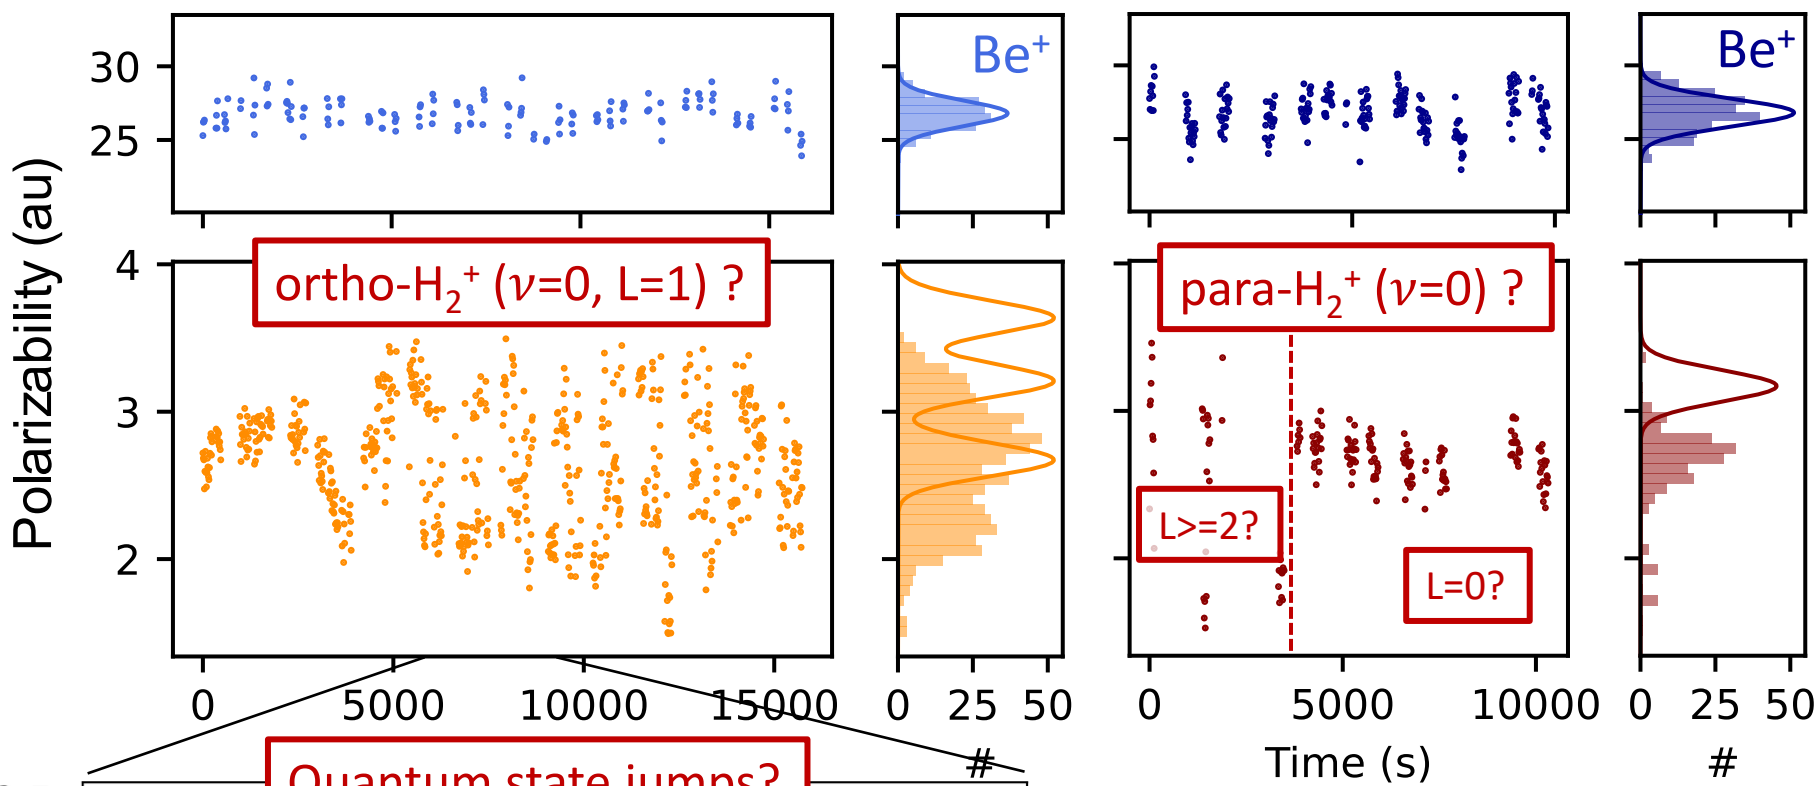 Polarizability (au)
30
25
Be⁺
Be⁺
4
3
2
ortho-H₂⁺ (ν=0, L=1) ?
para-H₂⁺ (ν=0) ?
L>=2?
L=0?
0 5000 10000 15000
0 25 50
0 5000 10000
0 25 50
#
Time (s)
#
Quantum state jumps?